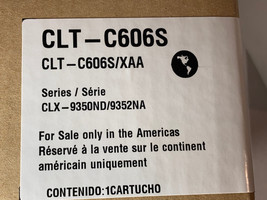 CLT-C606S
CLT-C606S/XAA
Series / Série
CLX-9350ND/9352NA
For Sale only in the Americas
Réservé à la vente sur le continent
américain uniquement
CONTENIDO:1CARTUCHO